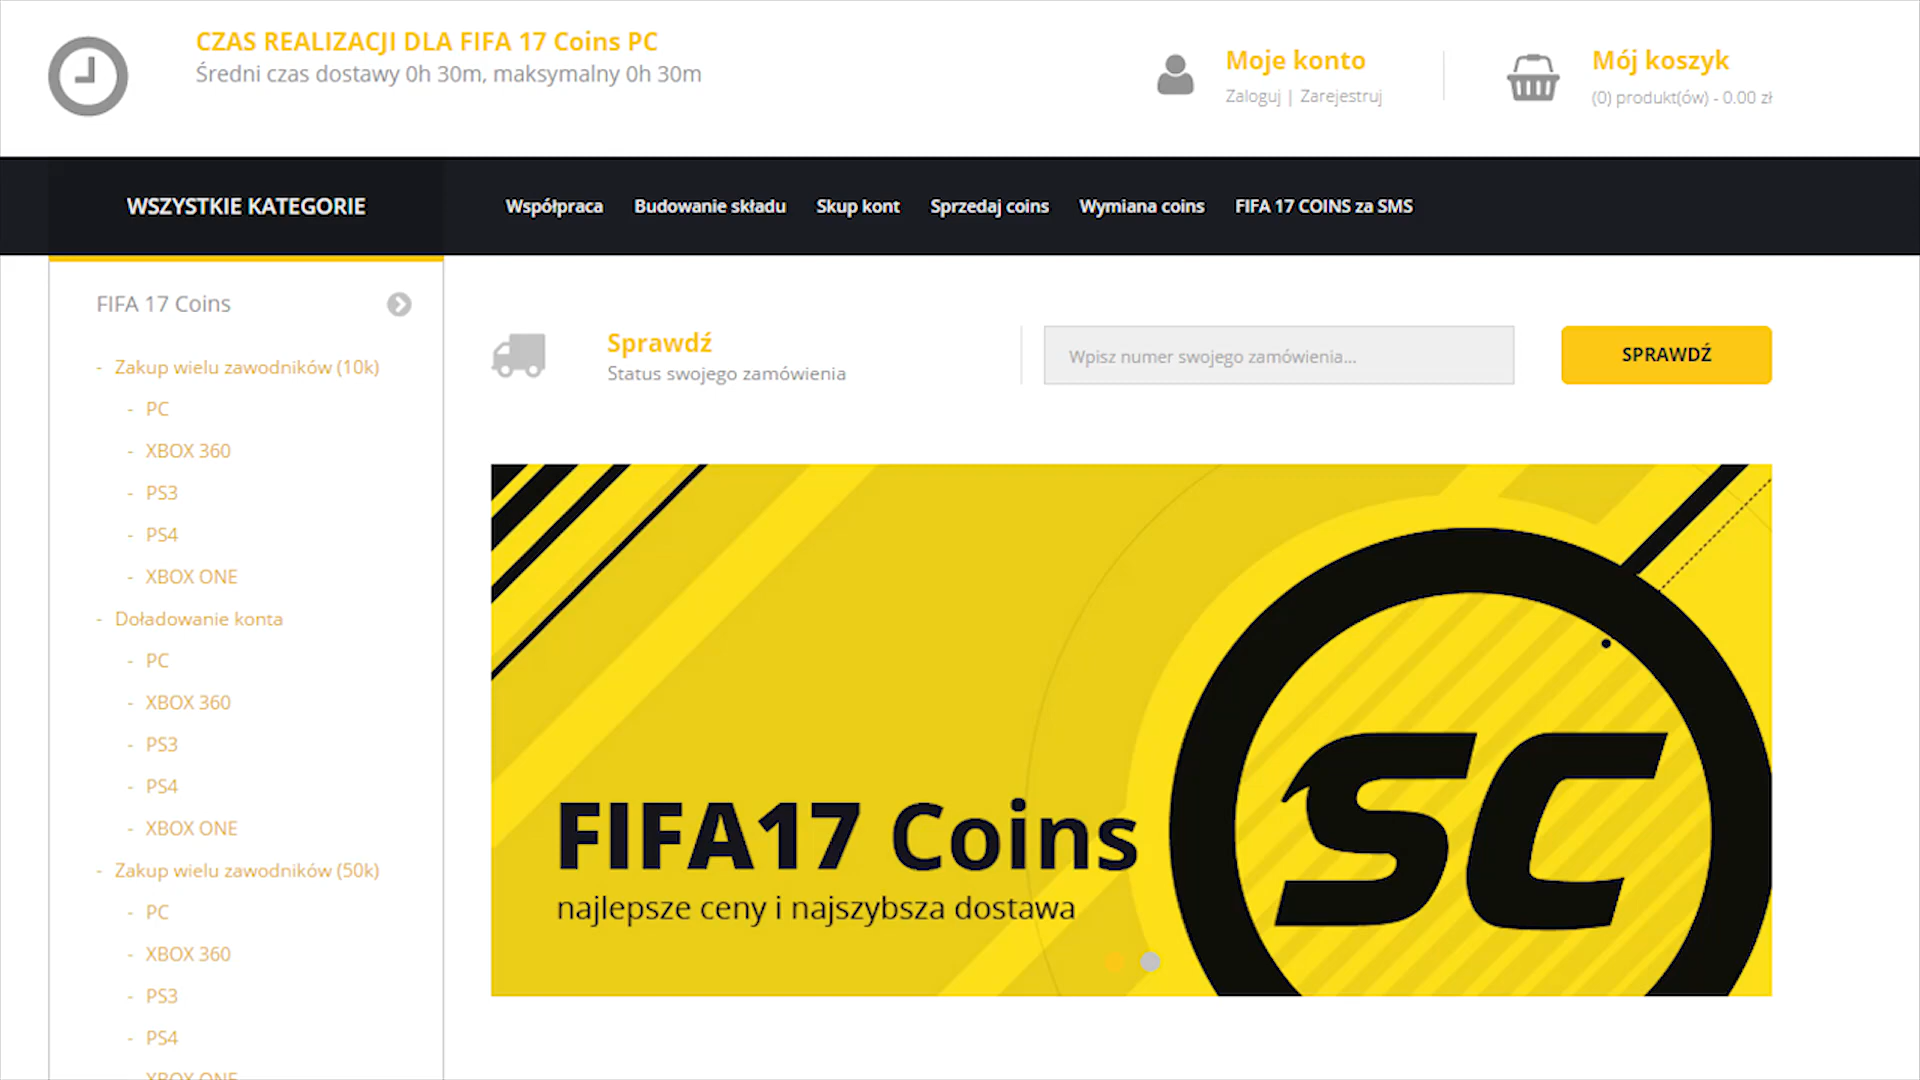 CZAS REALIZACJI DLA FIFA 17 Coins PC
Średni czas dostawy 0h 30m, maksymalny 0h 30m
Moje konto
Zaloguj | Zarejestruj
Mój koszyk
(0) produkt(ów) - 0.00 zł
WSZYSTKIE KATEGORIE
Współpraca Budowanie składu Skup kont Sprzedaj coins Wymiana coins FIFA 17 COINS za SMS
FIFA 17 Coins
- Zakup wielu zawodników (10k)
- PC
- XBOX 360
- PS3
- PS4
- XBOX ONE
- Doładowanie konta
- PC
- XBOX 360
- PS3
- PS4
- XBOX ONE
- Zakup wielu zawodników (50k)
- PC
- XBOX 360
- PS3
- PS4
- XBOX ONE
Sprawdź
Status swojego zamówienia
Wpisz numer swojego zamówienia...
SPRAWDŹ
FIFA17 Coins
najlepsze ceny i najszybsza dostawa
SC